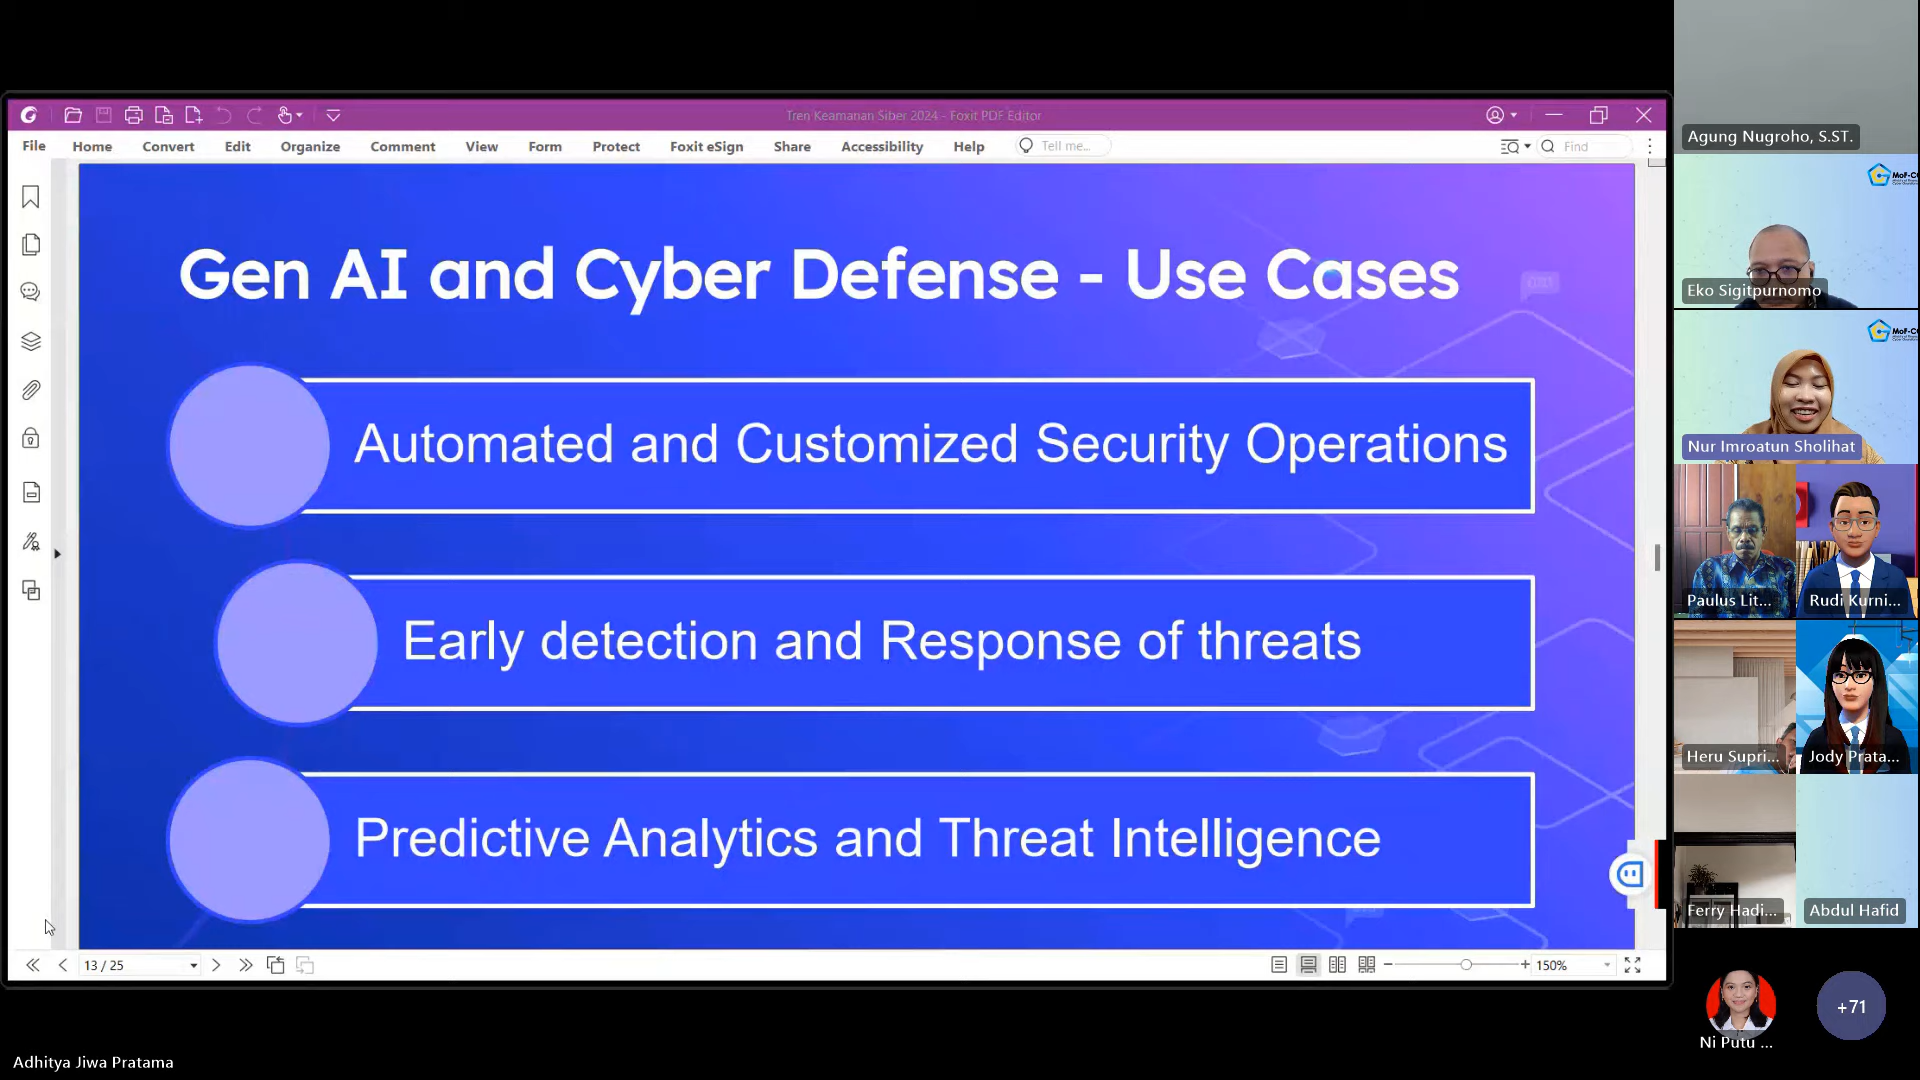 Tren Keamanan Siber 2024 - Foxit PDF Editor
File Home Convert Edit Organize Comment View Form Protect Foxit eSign Share Accessibility Help Tell me... Find
Gen AI and Cyber Defense - Use Cases
Automated and Customized Security Operations
Early detection and Response of threats
Predictive Analytics and Threat Intelligence
13 / 25
150%
Adhitya Jiwa Pratama
Agung Nugroho, S.ST.
MoF-C
Eko Sigitpurnomo
MoF-C
Nur Imroatun Sholihat
Paulus Lit...
Rudi Kurni...
Heru Supri...
Jody Prata...
Ferry Hadi...
Abdul Hafid
Ni Putu ...
+71